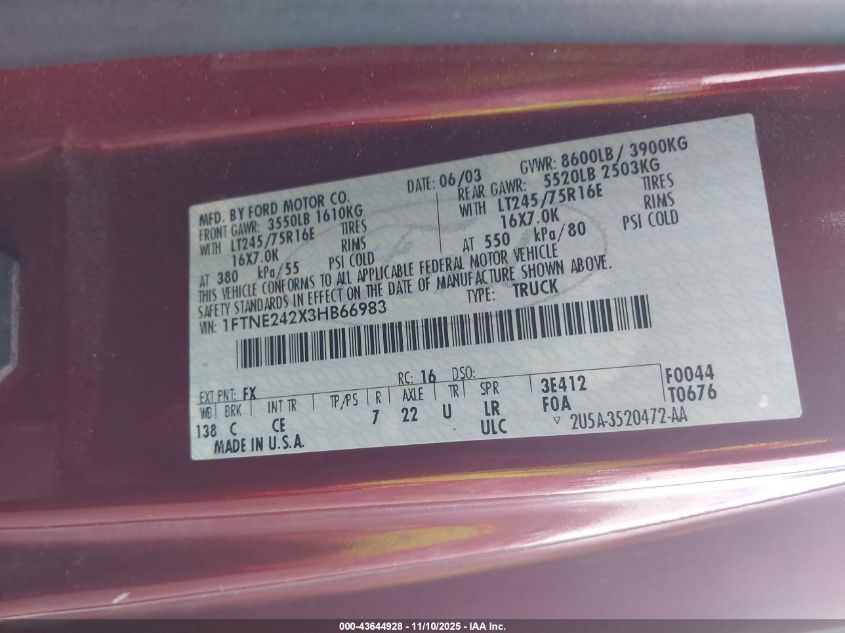 MFD. BY FORD MOTOR CO.
DATE: 06/03
GVWR: 8600LB / 3900KG
FRONT GAWR: 3550LB 1610KG
REAR GAWR: 5520LB 2503KG
WITH LT245/75R16E TIRES
WITH LT245/75R16E TIRES
16X7.0K RIMS
16X7.0K RIMS
AT 380 kPa/55 PSI COLD
AT 550 kPa/80 PSI COLD
THIS VEHICLE CONFORMS TO ALL APPLICABLE FEDERAL MOTOR VEHICLE
SAFETY STANDARDS IN EFFECT ON THE DATE OF MANUFACTURE SHOWN ABOVE.
VIN: 1FTNE242X3HB66983
TYPE: TRUCK
EXT PNT: FX RC: 16 DSO:
WB BRK INT TR TP/PS R AXLE TR SPR 3E412 F0044
138 C CE 7 22 U LR F0A T0676
MADE IN U.S.A. ULC 2U5A-3520472-AA
000-43644928 - 11/10/2025 - IAA Inc.